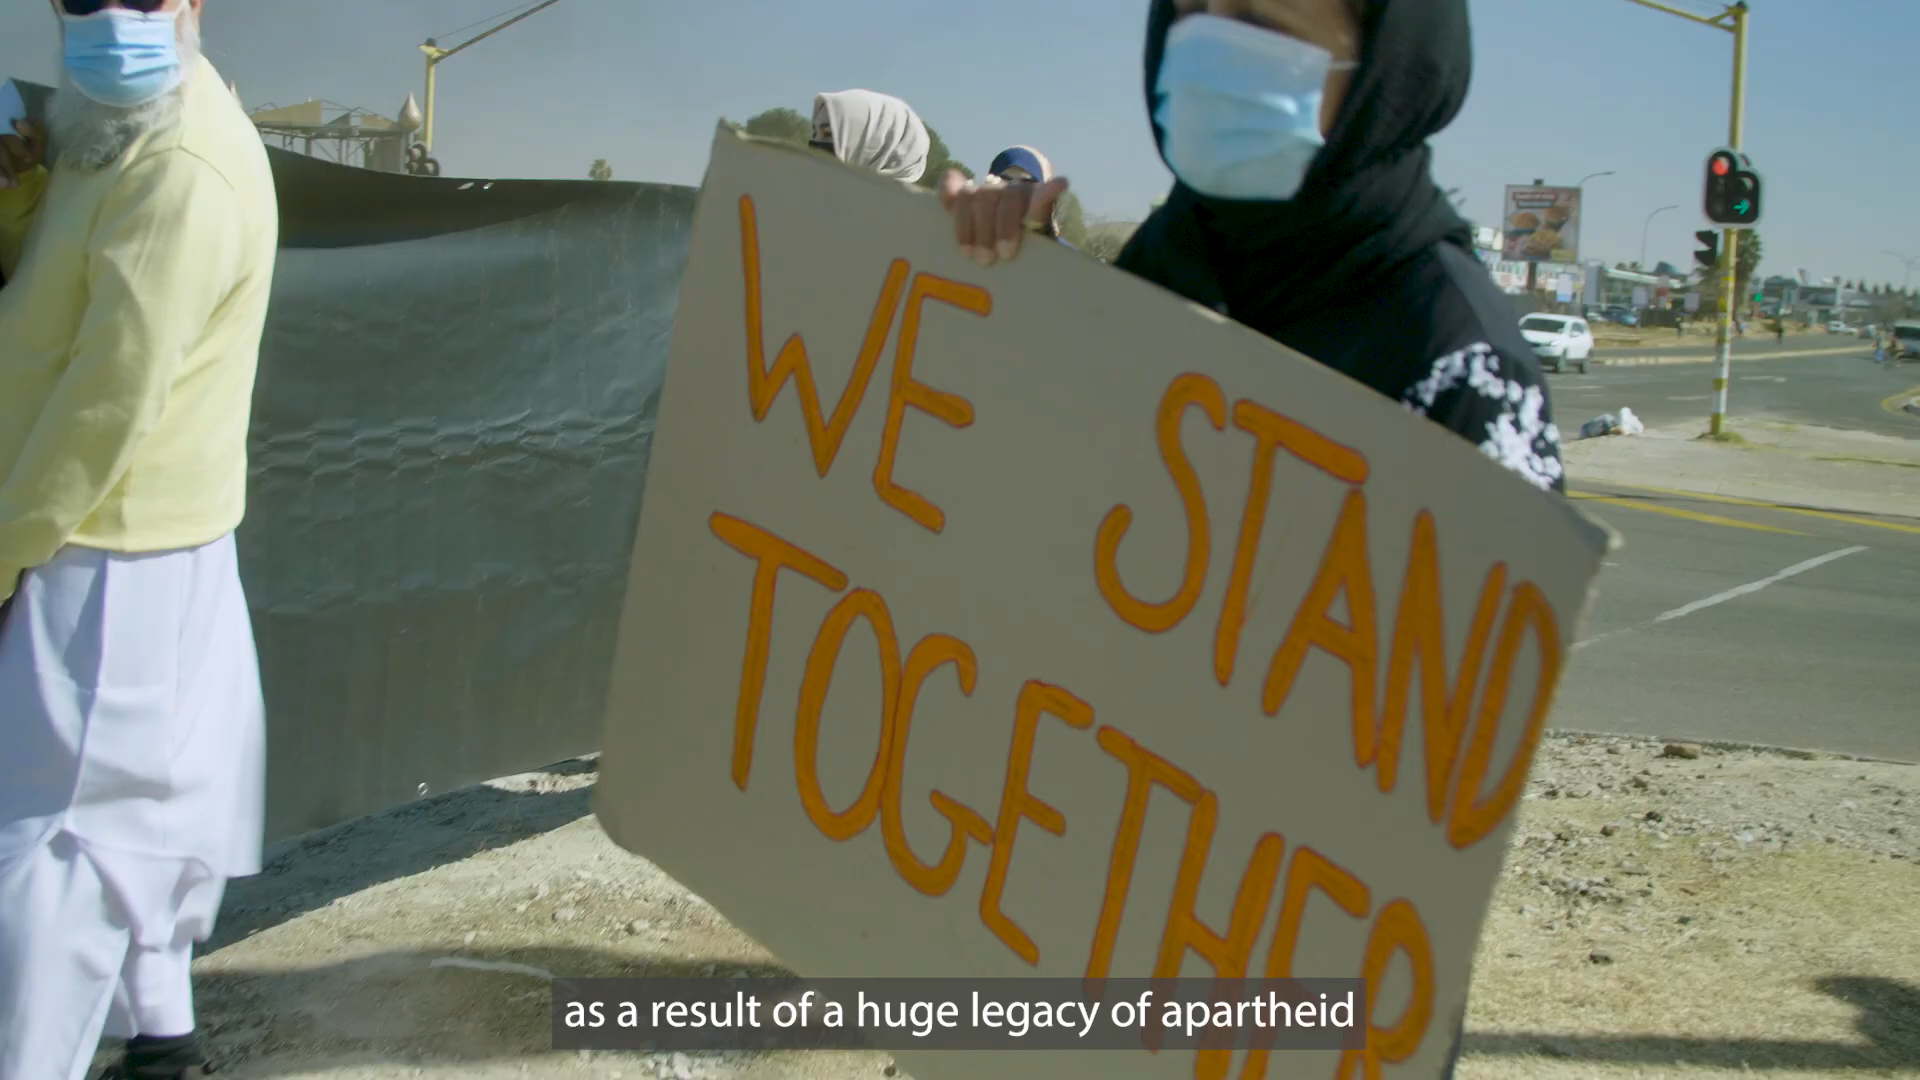 WE STAND
TOGETHER
as a result of a huge legacy of apartheid